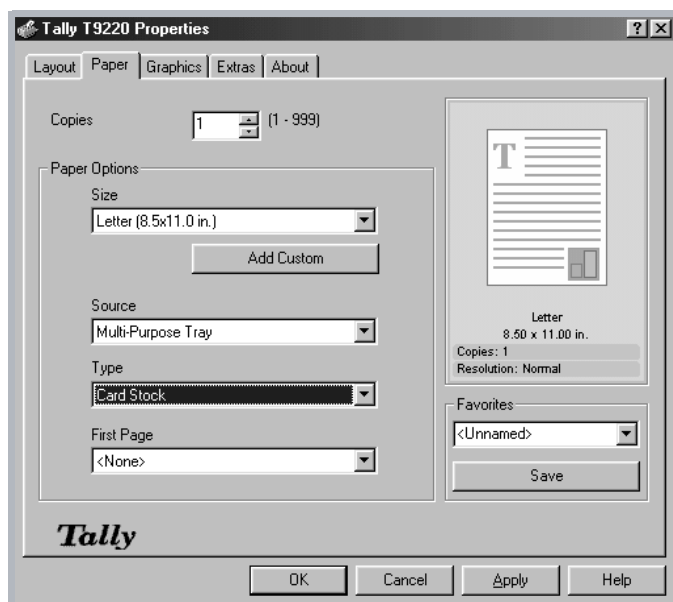 Tally T9220 Properties
Layout Paper Graphics Extras About
Copies 1 (1 - 999)
Paper Options
Size
Letter (8.5x11.0 in.)
Add Custom
Source
Multi-Purpose Tray
Type
Card Stock
First Page
<None>
T
Letter
8.50 x 11.00 in.
Copies: 1
Resolution: Normal
Favorites
<Unnamed>
Save
Tally
OK Cancel Apply Help